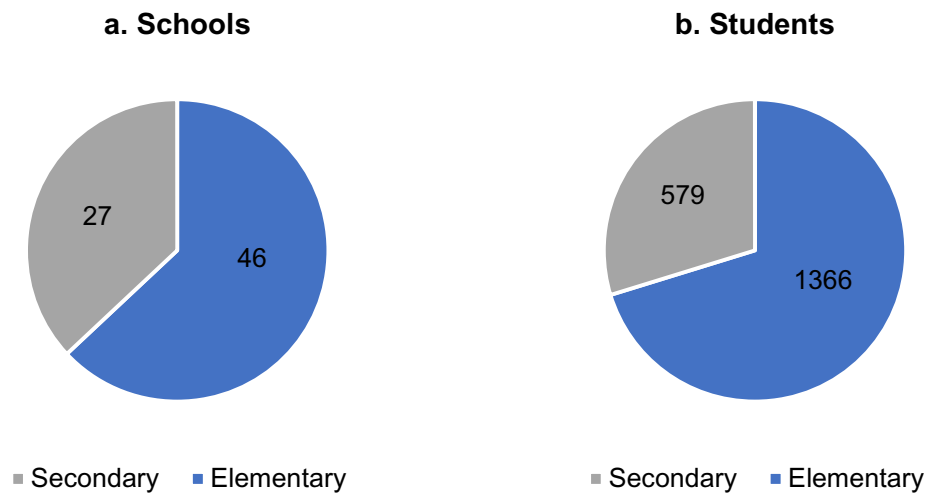 a. Schools
b. Students
27
46
579
1366
Secondary Elementary
Secondary Elementary